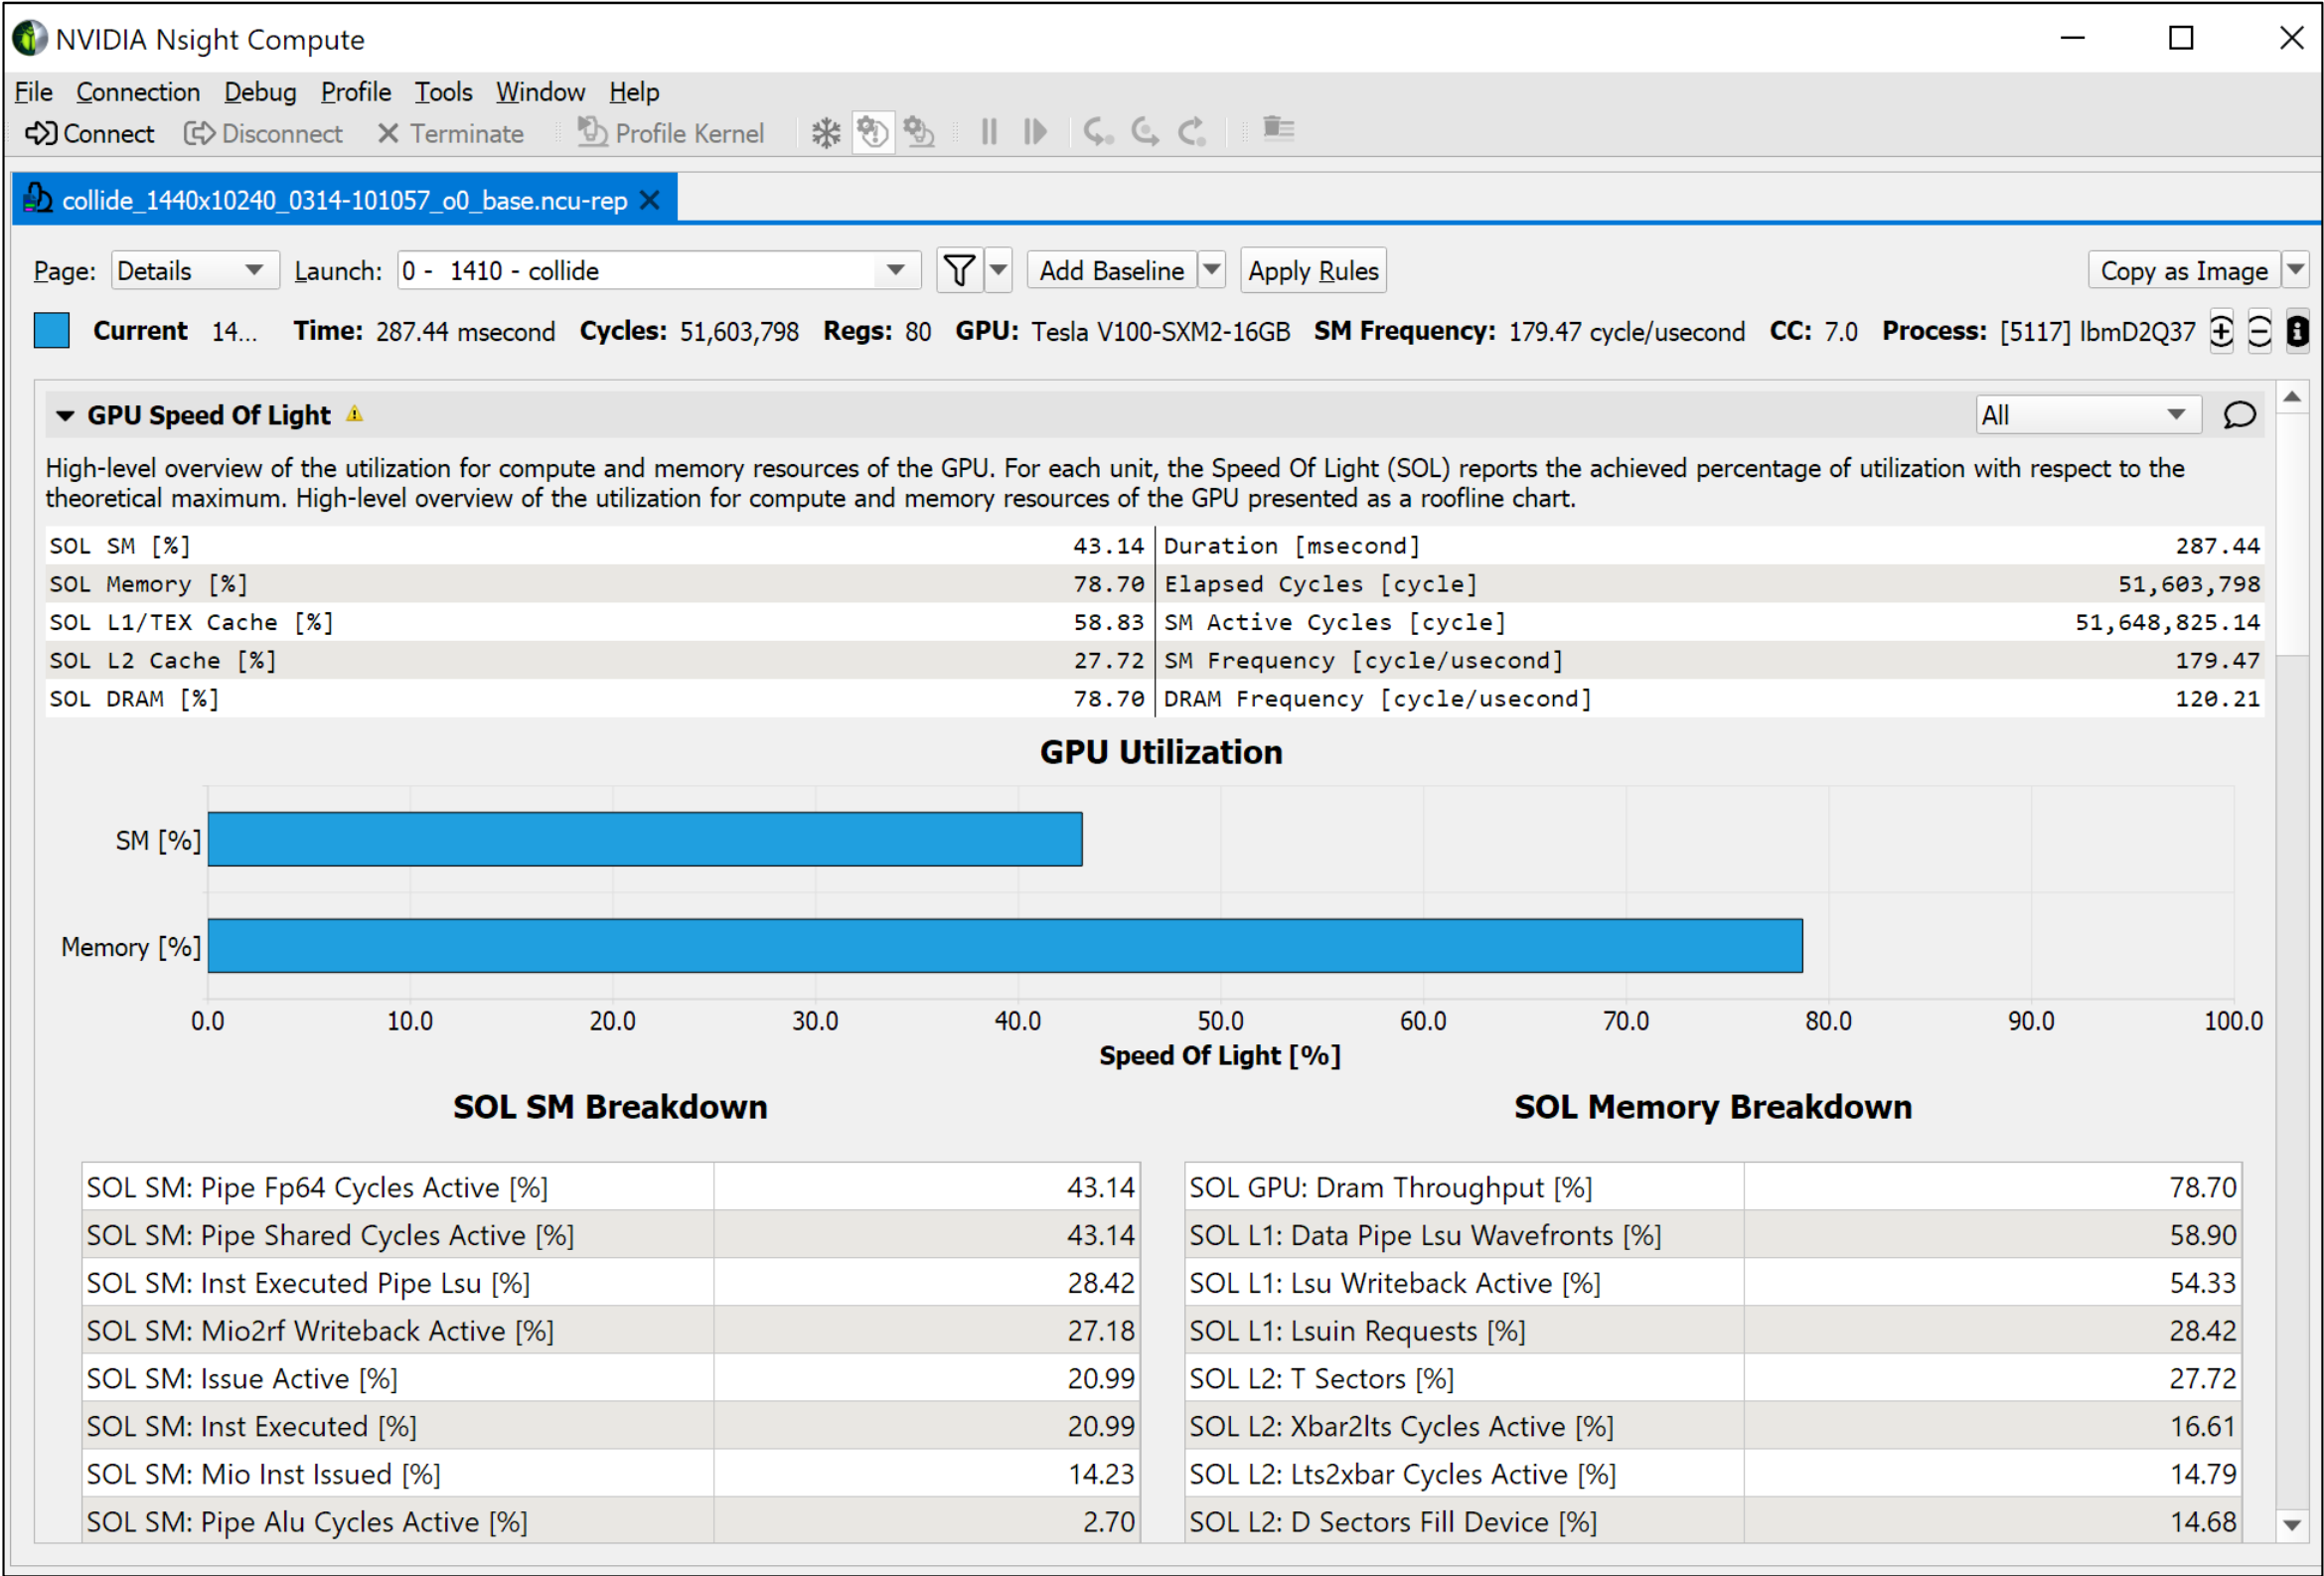 NVIDIA Nsight Compute
File Connection Debug Profile Tools Window Help
Connect Disconnect Terminate Profile Kernel
collide_1440x10240_0314-101057_o0_base.ncu-rep
Page: Details Launch: 0 - 1410 - collide Add Baseline Apply Rules Copy as Image
Current 14... Time: 287.44 msecond Cycles: 51,603,798 Regs: 80 GPU: Tesla V100-SXM2-16GB SM Frequency: 179.47 cycle/usecond CC: 7.0 Process: [5117] lbmD2Q37
GPU Speed Of Light All
High-level overview of the utilization for compute and memory resources of the GPU. For each unit, the Speed Of Light (SOL) reports the achieved percentage of utilization with respect to the
theoretical maximum. High-level overview of the utilization for compute and memory resources of the GPU presented as a roofline chart.
SOL SM [%] 43.14 Duration [msecond] 287.44
SOL Memory [%] 78.70 Elapsed Cycles [cycle] 51,603,798
SOL L1/TEX Cache [%] 58.83 SM Active Cycles [cycle] 51,648,825.14
SOL L2 Cache [%] 27.72 SM Frequency [cycle/usecond] 179.47
SOL DRAM [%] 78.70 DRAM Frequency [cycle/usecond] 120.21
GPU Utilization
SM [%]
Memory [%]
0.0 10.0 20.0 30.0 40.0 50.0 60.0 70.0 80.0 90.0 100.0
Speed Of Light [%]
SOL SM Breakdown
SOL SM: Pipe Fp64 Cycles Active [%] 43.14
SOL SM: Pipe Shared Cycles Active [%] 43.14
SOL SM: Inst Executed Pipe Lsu [%] 28.42
SOL SM: Mio2rf Writeback Active [%] 27.18
SOL SM: Issue Active [%] 20.99
SOL SM: Inst Executed [%] 20.99
SOL SM: Mio Inst Issued [%] 14.23
SOL SM: Pipe Alu Cycles Active [%] 2.70
SOL Memory Breakdown
SOL GPU: Dram Throughput [%] 78.70
SOL L1: Data Pipe Lsu Wavefronts [%] 58.90
SOL L1: Lsu Writeback Active [%] 54.33
SOL L1: Lsuin Requests [%] 28.42
SOL L2: T Sectors [%] 27.72
SOL L2: Xbar2lts Cycles Active [%] 16.61
SOL L2: Lts2xbar Cycles Active [%] 14.79
SOL L2: D Sectors Fill Device [%] 14.68